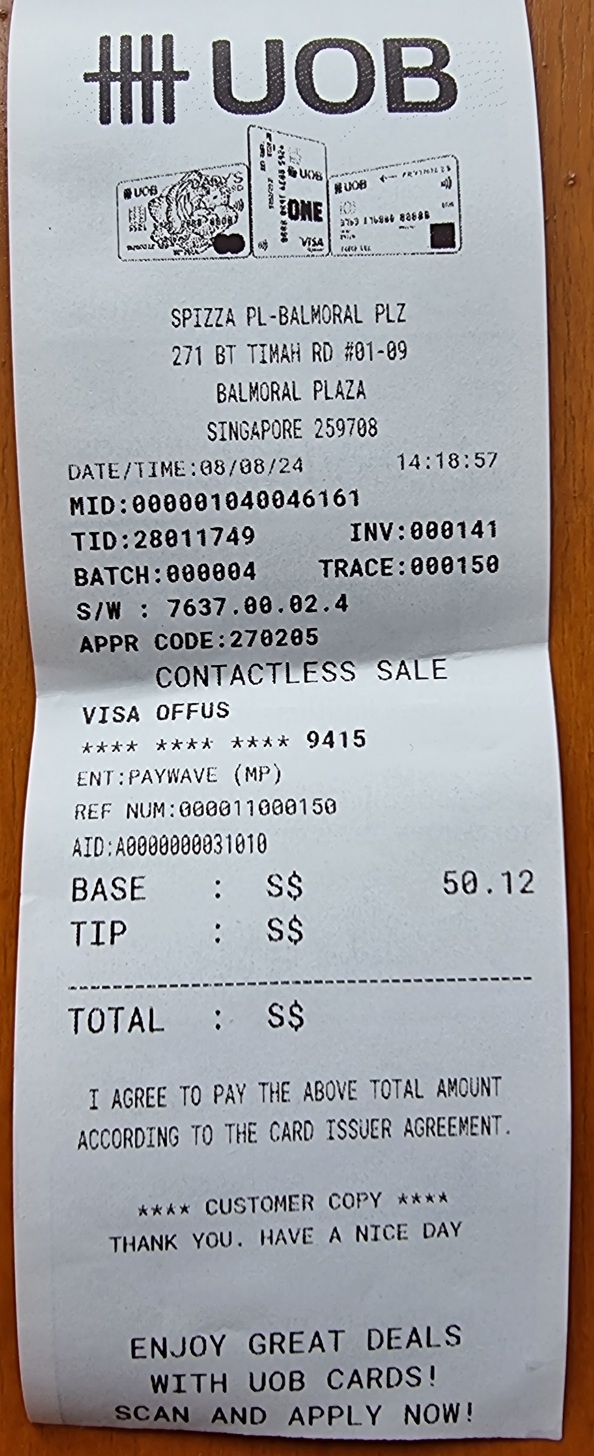 UOB
UOB
UOB
ONE
VISA
UOB
SPIZZA PL-BALMORAL PLZ
271 BT TIMAH RD #01-09
BALMORAL PLAZA
SINGAPORE 259708
DATE/TIME:08/08/24 14:18:57
MID:000001040046161
TID:28011749 INV:000141
BATCH:000004 TRACE:000150
S/W : 7637.00.02.4
APPR CODE:270205
CONTACTLESS SALE
VISA OFFUS
**** **** **** 9415
ENT:PAYWAVE (MP)
REF NUM:000011000150
AID:A0000000031010
BASE : S$ 50.12
TIP : S$
TOTAL : S$
I AGREE TO PAY THE ABOVE TOTAL AMOUNT
ACCORDING TO THE CARD ISSUER AGREEMENT.
**** CUSTOMER COPY ****
THANK YOU. HAVE A NICE DAY
ENJOY GREAT DEALS
WITH UOB CARDS!
SCAN AND APPLY NOW!